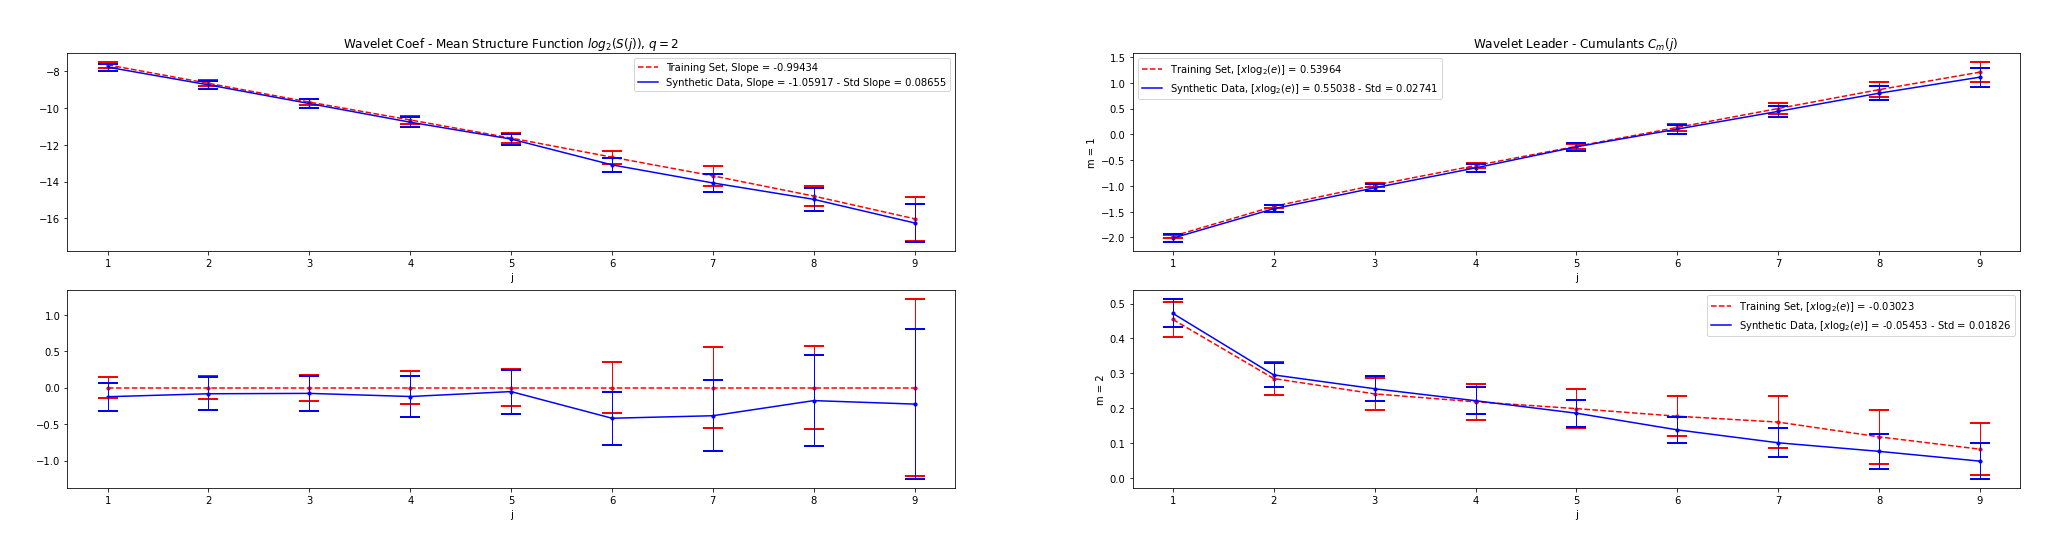 Wavelet Coef - Mean Structure Function log₂(S(j)), q = 2
Training Set, Slope = -0.99434
Synthetic Data, Slope = -1.05917 - Std Slope = 0.08655
−8
−10
−12
−14
−16
1 2 3 4 5 6 7 8 9
j
1.0
0.5
0.0
−0.5
−1.0
1 2 3 4 5 6 7 8 9
j
Wavelet Leader - Cumulants Cₘ(j)
Training Set, [xlog₂(e)] = 0.53964
Synthetic Data, [xlog₂(e)] = 0.55038 - Std = 0.02741
m = 1
1.5
1.0
0.5
0.0
−0.5
−1.0
−1.5
−2.0
1 2 3 4 5 6 7 8 9
j
Training Set, [xlog₂(e)] = -0.03023
Synthetic Data, [xlog₂(e)] = -0.05453 - Std = 0.01826
m = 2
0.5
0.4
0.3
0.2
0.1
0.0
1 2 3 4 5 6 7 8 9
j